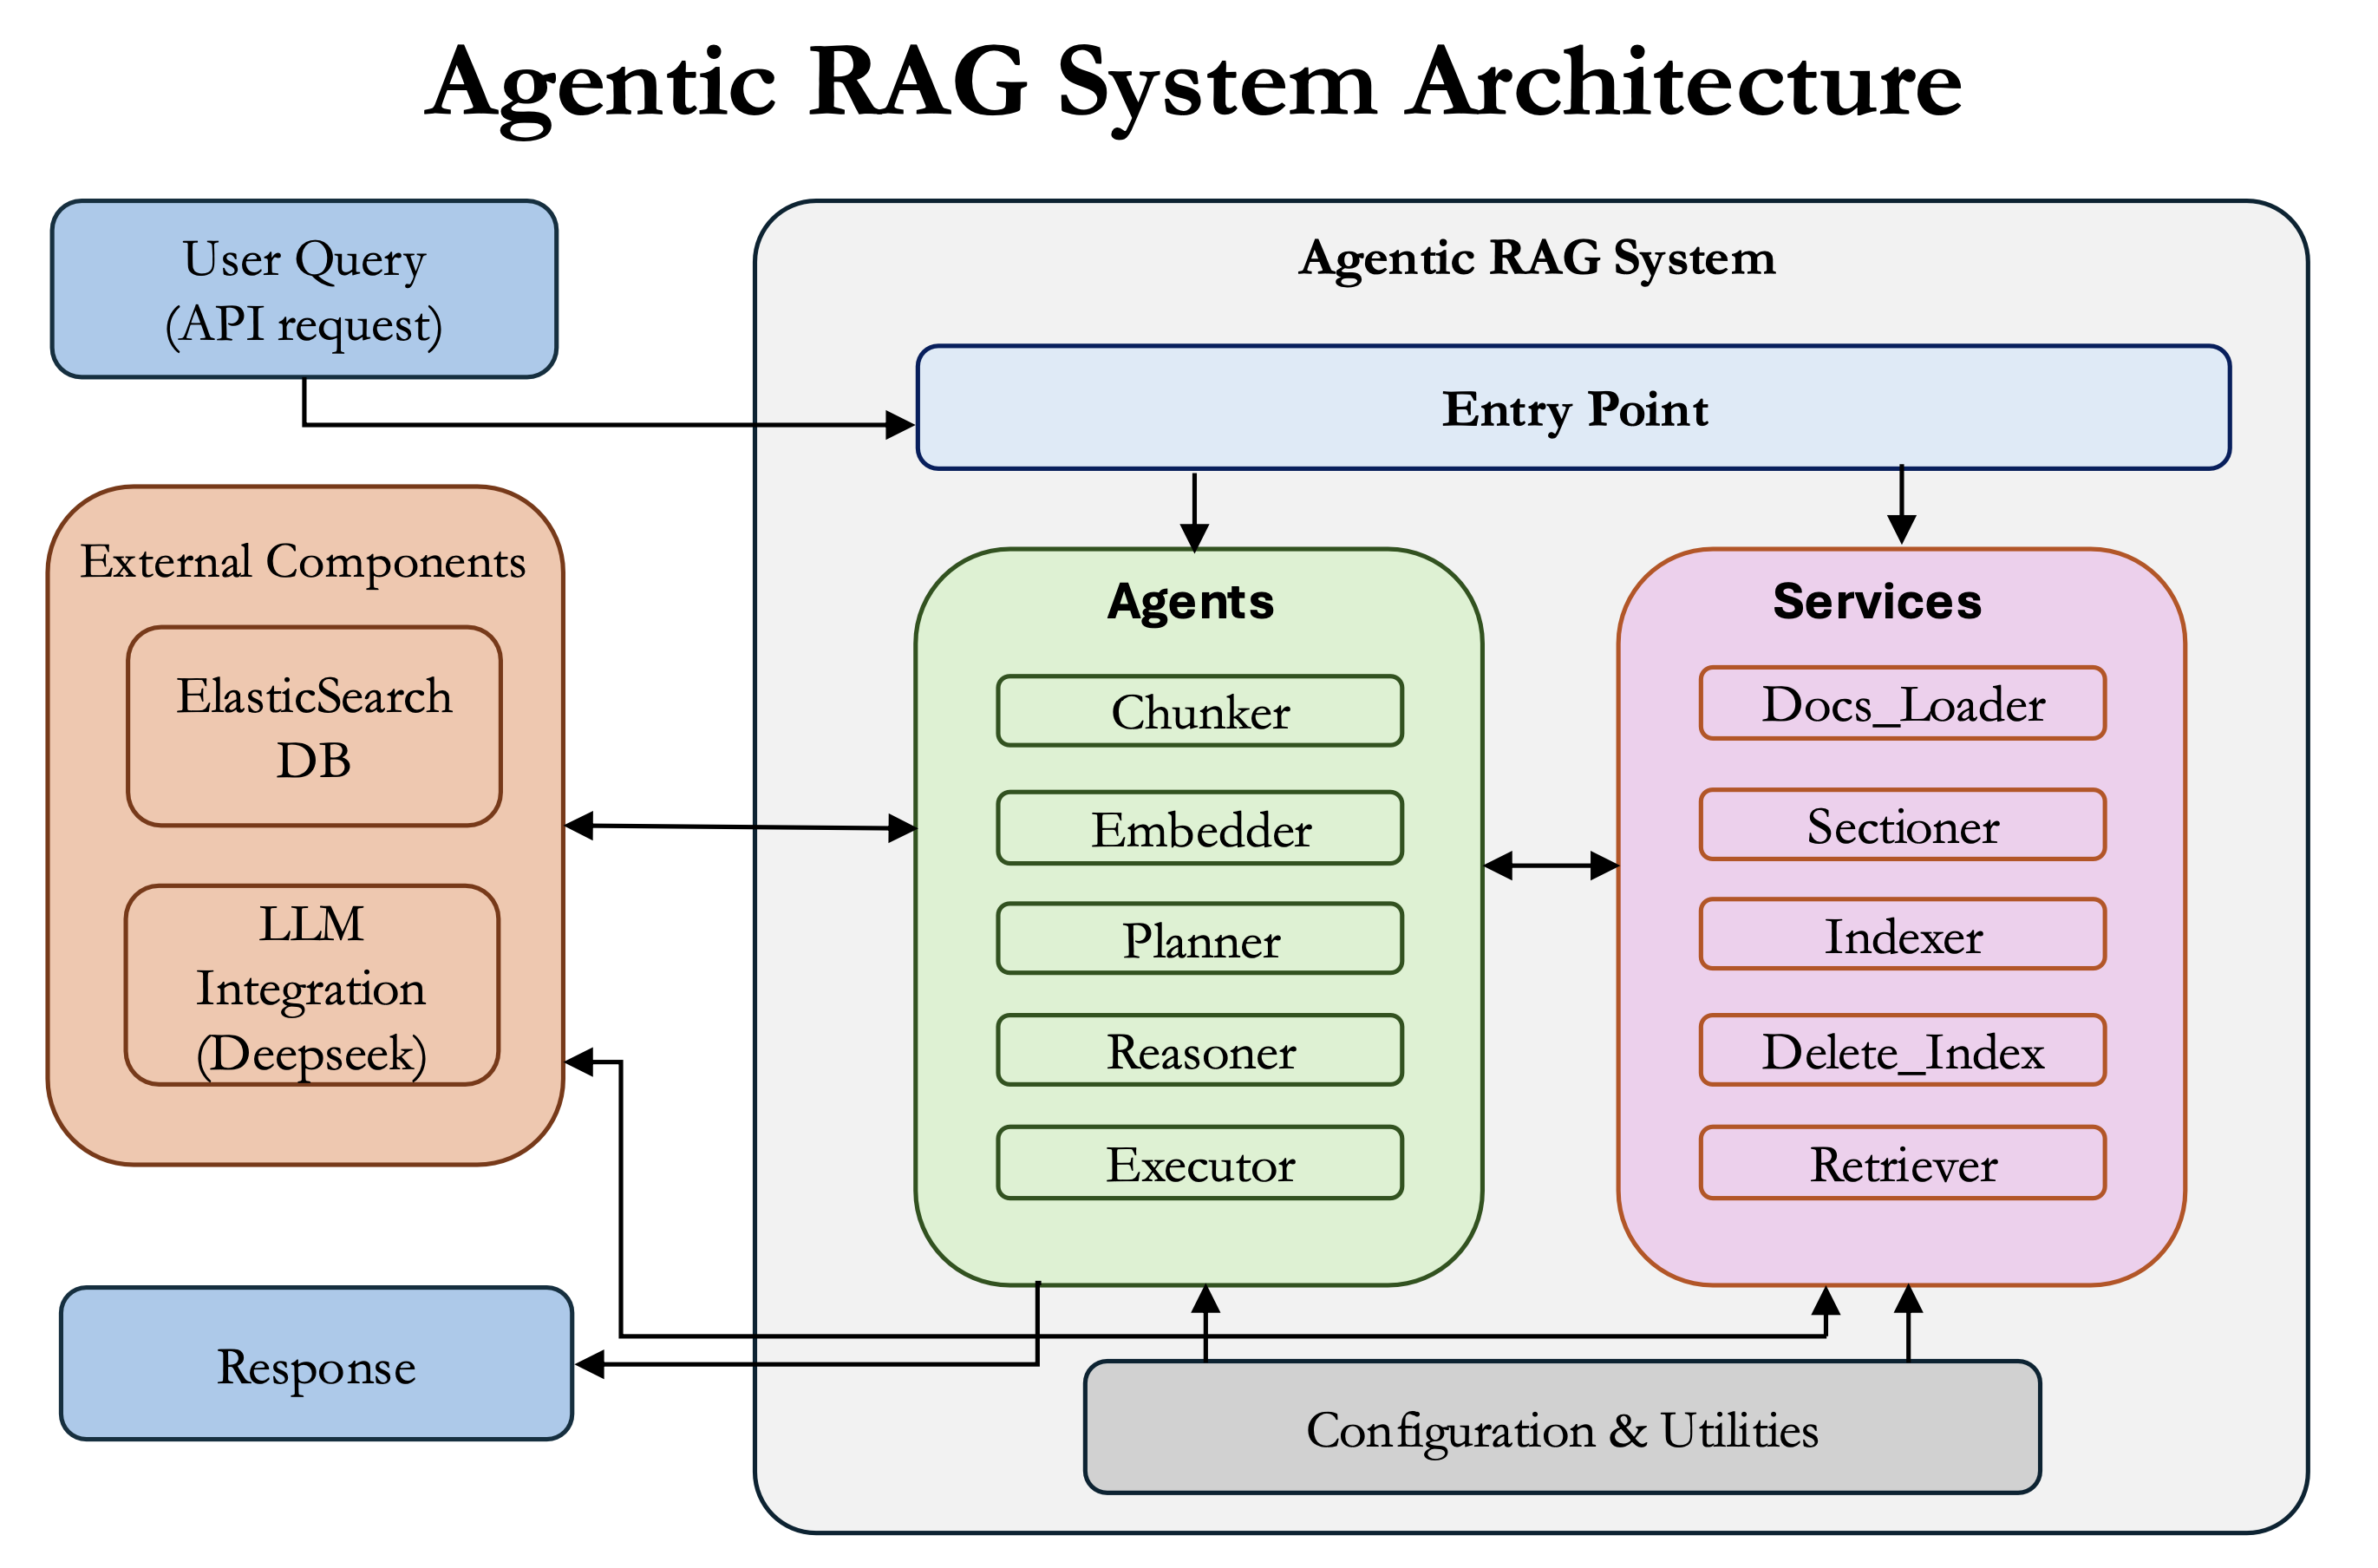 Agentic RAG System Architecture
User Query
(API request)
Agentic RAG System
Entry Point
External Components
ElasticSearch
DB
LLM
Integration
(Deepseek)
Agents
Chunker
Embedder
Planner
Reasoner
Executor
Services
Docs_Loader
Sectioner
Indexer
Delete_Index
Retriever
Response
Configuration & Utilities